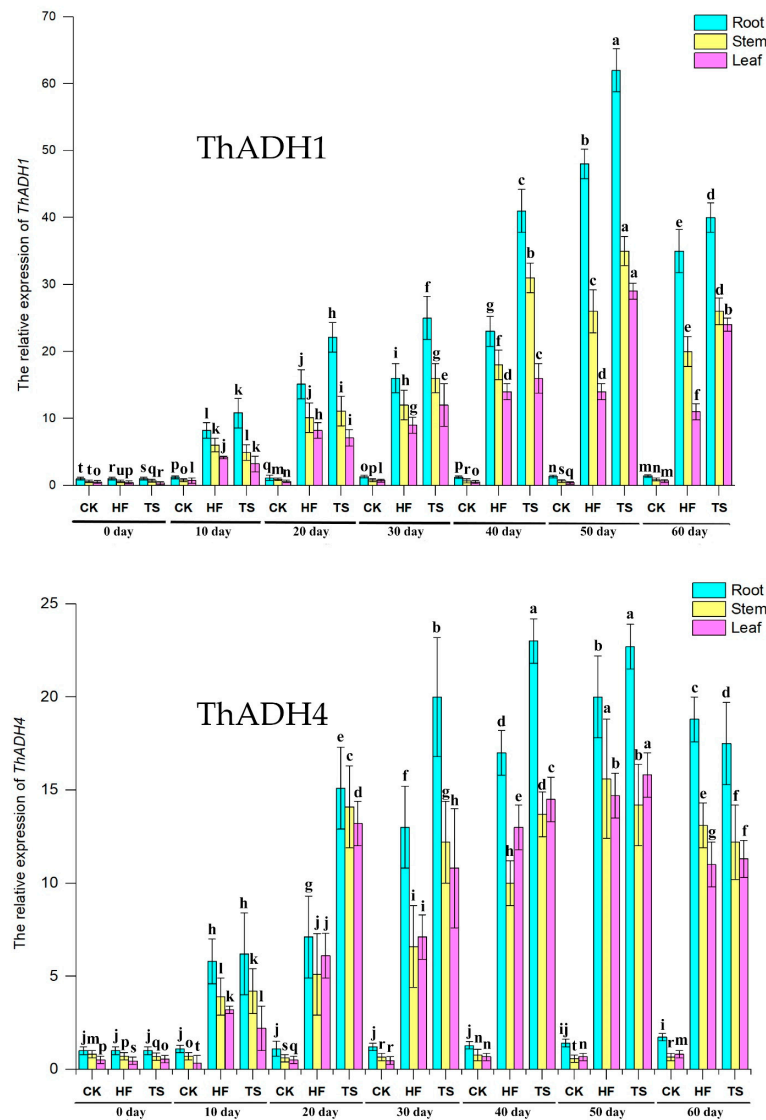 70
Root
Stem
Leaf
a
60
ThADH1
b
50
c
d
40
e
a
b
f
30
a
c
d
g
h
e
b
20
f
i
g
j
d
c
d
k
j
i
h
e
f
10
l
k
j
l
k
h
i
g
t t o r u p s q r p o l q m n o p l p r o n s q m n m
0
The relative expression of ThADH1
CK HF TS CK HF TS CK HF TS CK HF TS CK HF TS CK HF TS CK HF TS
0 day 10 day 20 day 30 day 40 day 50 day 60 day
25
Root
Stem
Leaf
a
a
b
ThADH4
b
c
d
20
d
a
e
c
f
b
a
d
c
b
15
g
h
e
e
f
g
f
h
g
i
i
10
h
h
j
j
l
k
k
l
5
j m p j p s j q o j o t j s q j r r j n n i j t n i r m
0
The relative expression of ThADH4
CK HF TS CK HF TS CK HF TS CK HF TS CK HF TS CK HF TS CK HF TS
0 day 10 day 20 day 30 day 40 day 50 day 60 day